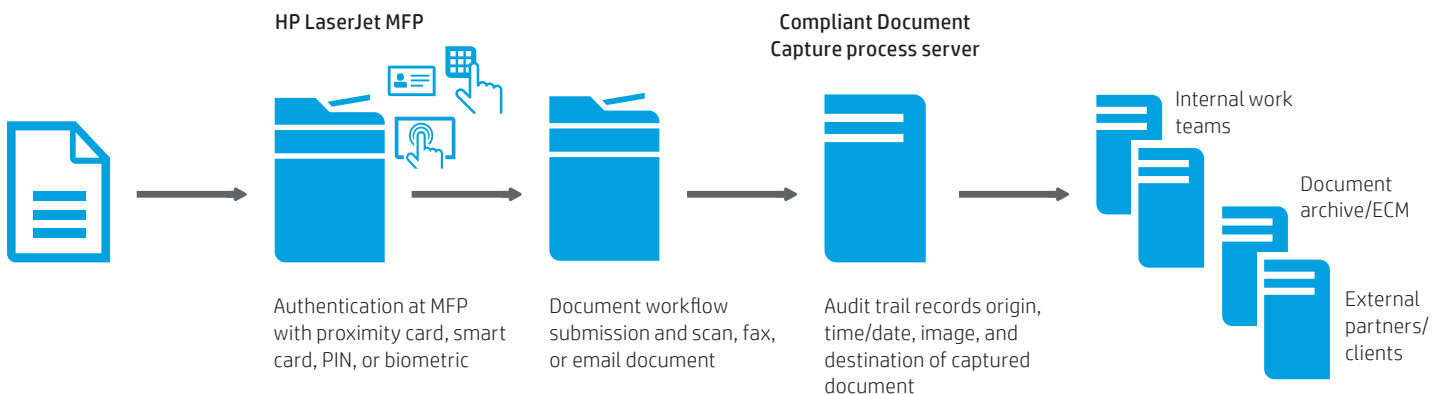 HP LaserJet MFP
Compliant Document
Capture process server
Internal work
teams
Document
archive/ECM
External
partners/
clients
Authentication at MFP
with proximity card, smart
card, PIN, or biometric
Document workflow
submission and scan, fax,
or email document
Audit trail records origin,
time/date, image, and
destination of captured
document